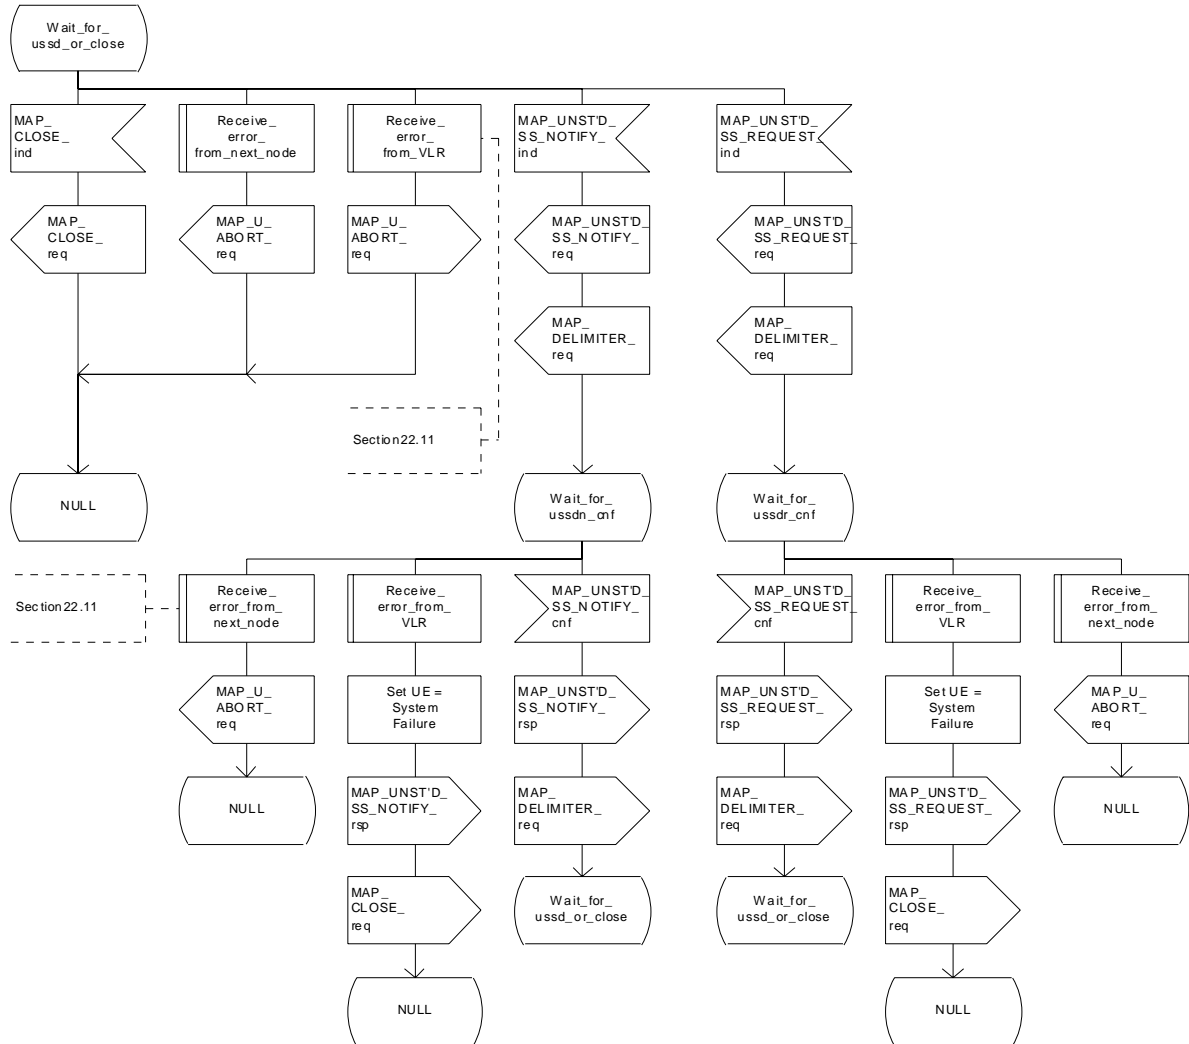 Wait_for_
ussd_or_close
MAP_
CLOSE_
ind
Receive_
error_
from_next_node
Receive_
error_
from_VLR
MAP_UNST'D_
SS_NOTIFY_
ind
MAP_UNST'D_
SS_REQUEST_
ind
MAP_
CLOSE_
req
MAP_U_
ABORT_
req
MAP_U_
ABORT_
req
MAP_UNST'D_
SS_NOTIFY_
req
MAP_UNST'D_
SS_REQUEST_
req
MAP_
DELIMITER_
req
MAP_
DELIMITER_
req
Section22.11
NULL
Wait_for_
ussdn_cnf
Wait_for_
ussdr_cnf
Section22.11
Receive_
error_from_
next_node
Receive_
error_from_
VLR
MAP_UNST'D_
SS_NOTIFY_
cnf
MAP_UNST'D_
SS_REQUEST_
cnf
Receive_
error_from_
VLR
Receive_
error_from_
next_node
MAP_U_
ABORT_
req
Set UE =
System
Failure
MAP_UNST'D_
SS_NOTIFY_
rsp
MAP_UNST'D_
SS_REQUEST_
rsp
Set UE =
System
Failure
MAP_U_
ABORT_
req
NULL
MAP_UNST'D_
SS_NOTIFY_
rsp
MAP_
DELIMITER_
req
MAP_
DELIMITER_
req
MAP_UNST'D_
SS_REQUEST_
rsp
NULL
MAP_
CLOSE_
req
Wait_for_
ussd_or_close
Wait_for_
ussd_or_close
MAP_
CLOSE_
req
NULL
NULL